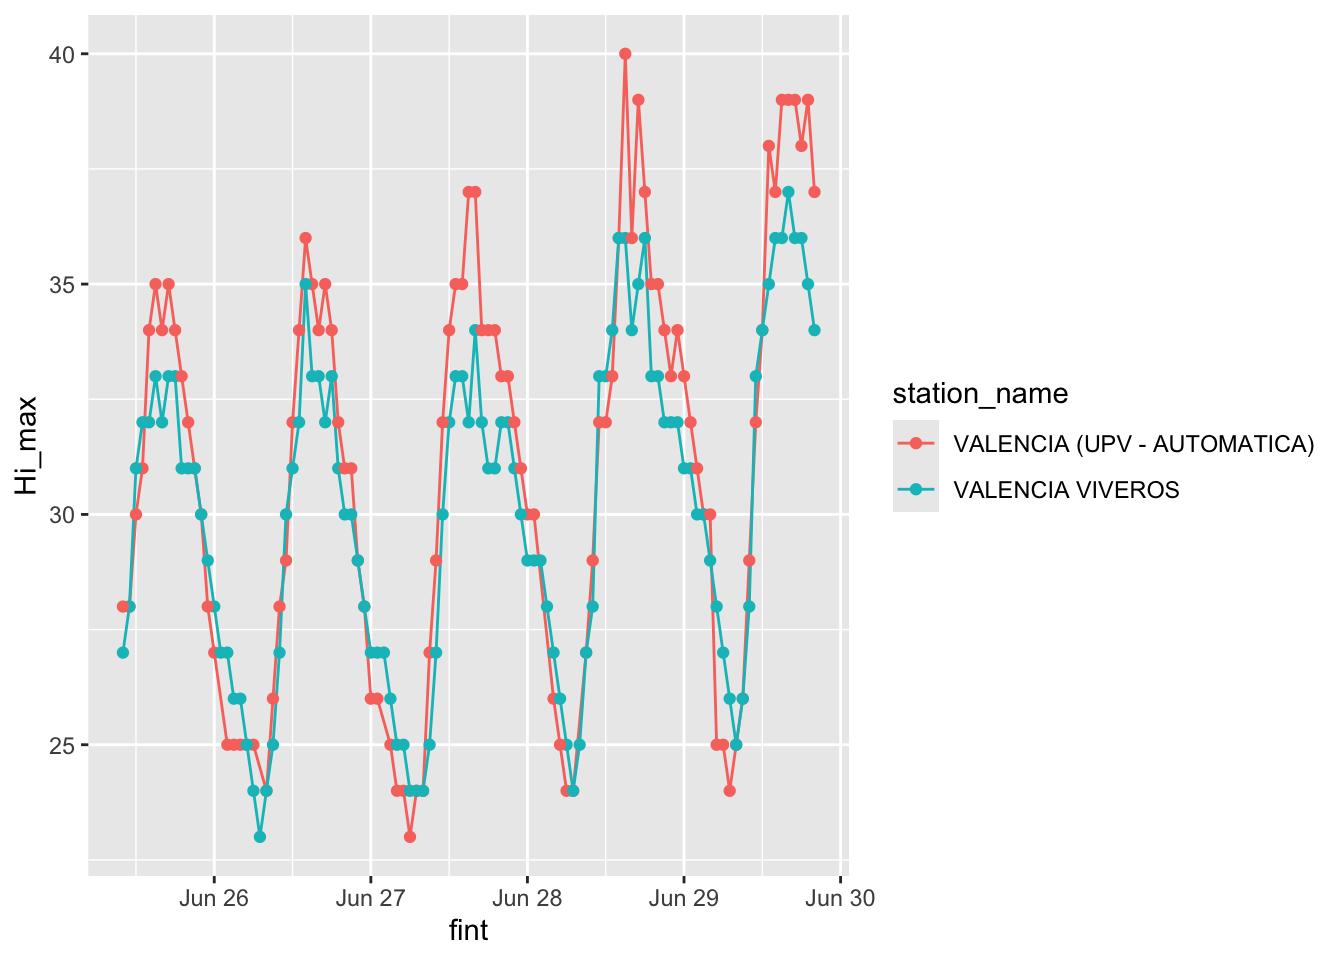 40
35
30
25
Hi_max
Jun 26 Jun 27 Jun 28 Jun 29 Jun 30
fint
station_name
VALENCIA (UPV - AUTOMATICA)
VALENCIA VIVEROS